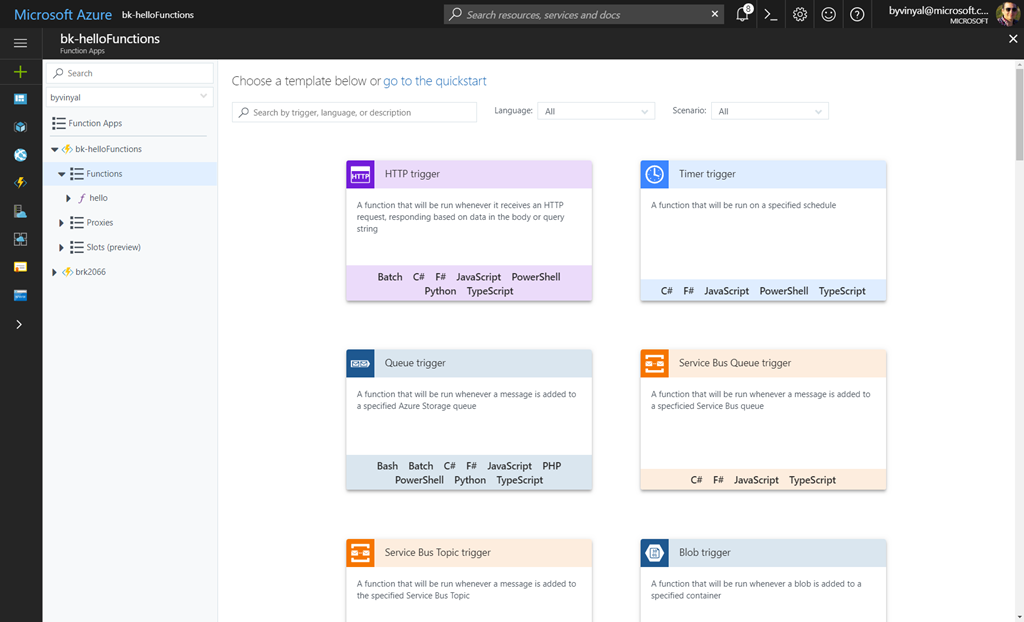 Microsoft Azure bk-helloFunctions
Search resources, services and docs
8
byvinyal@microsoft.c...
MICROSOFT
bk-helloFunctions
Function Apps
Search
byvinyal
Function Apps
bk-helloFunctions
Functions
hello
Proxies
Slots (preview)
brk2066
Choose a template below or go to the quickstart
Search by trigger, language, or description
Language: All
Scenario: All
HTTP
HTTP trigger
A function that will be run whenever it receives an HTTP
request, responding based on data in the body or query
string
Batch C# F# JavaScript PowerShell
Python TypeScript
Timer trigger
A function that will be run on a specified schedule
C# F# JavaScript PowerShell TypeScript
Queue trigger
A function that will be run whenever a message is added to
a specified Azure Storage queue
Bash Batch C# F# JavaScript PHP
PowerShell Python TypeScript
Service Bus Queue trigger
A function that will be run whenever a message is added to
a specficied Service Bus queue
C# F# JavaScript TypeScript
Service Bus Topic trigger
A function that will be run whenever a message is added to
the specified Service Bus Topic
Blob trigger
A function that will be run whenever a blob is added to a
specified container